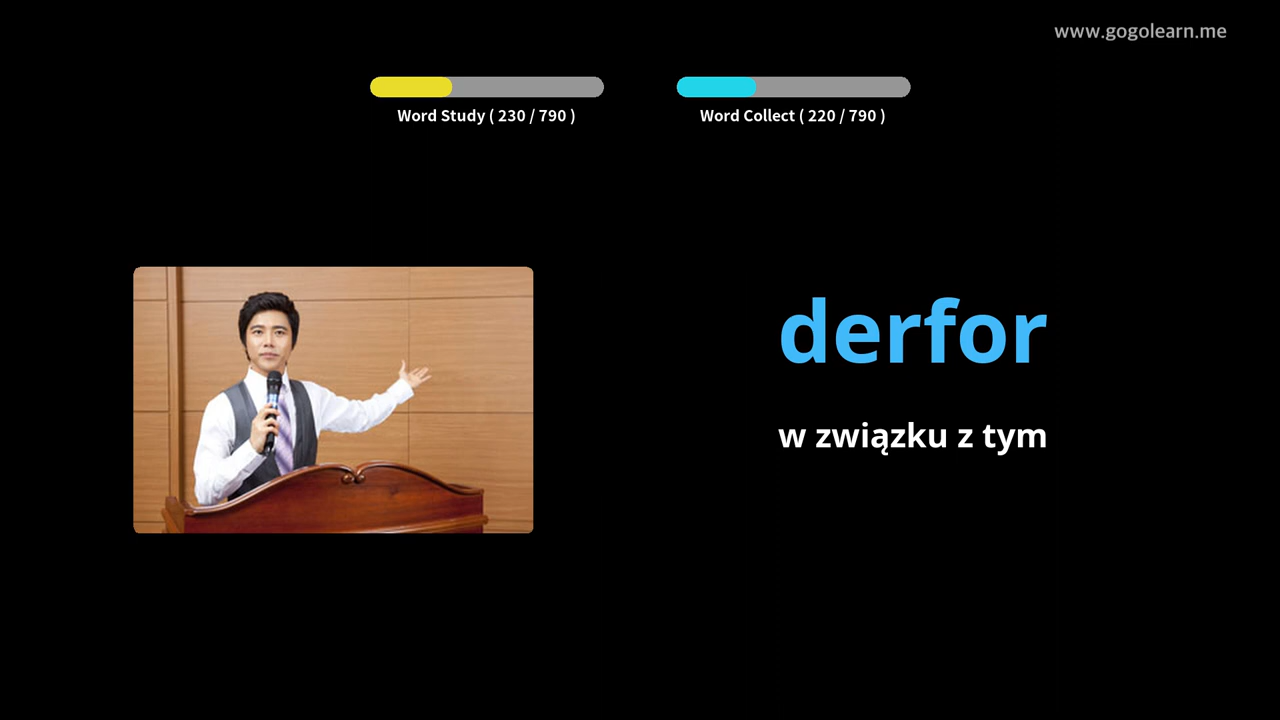 www.gogolearn.me
Word Study ( 230 / 790 )
Word Collect ( 220 / 790 )
derfor
w związku z tym